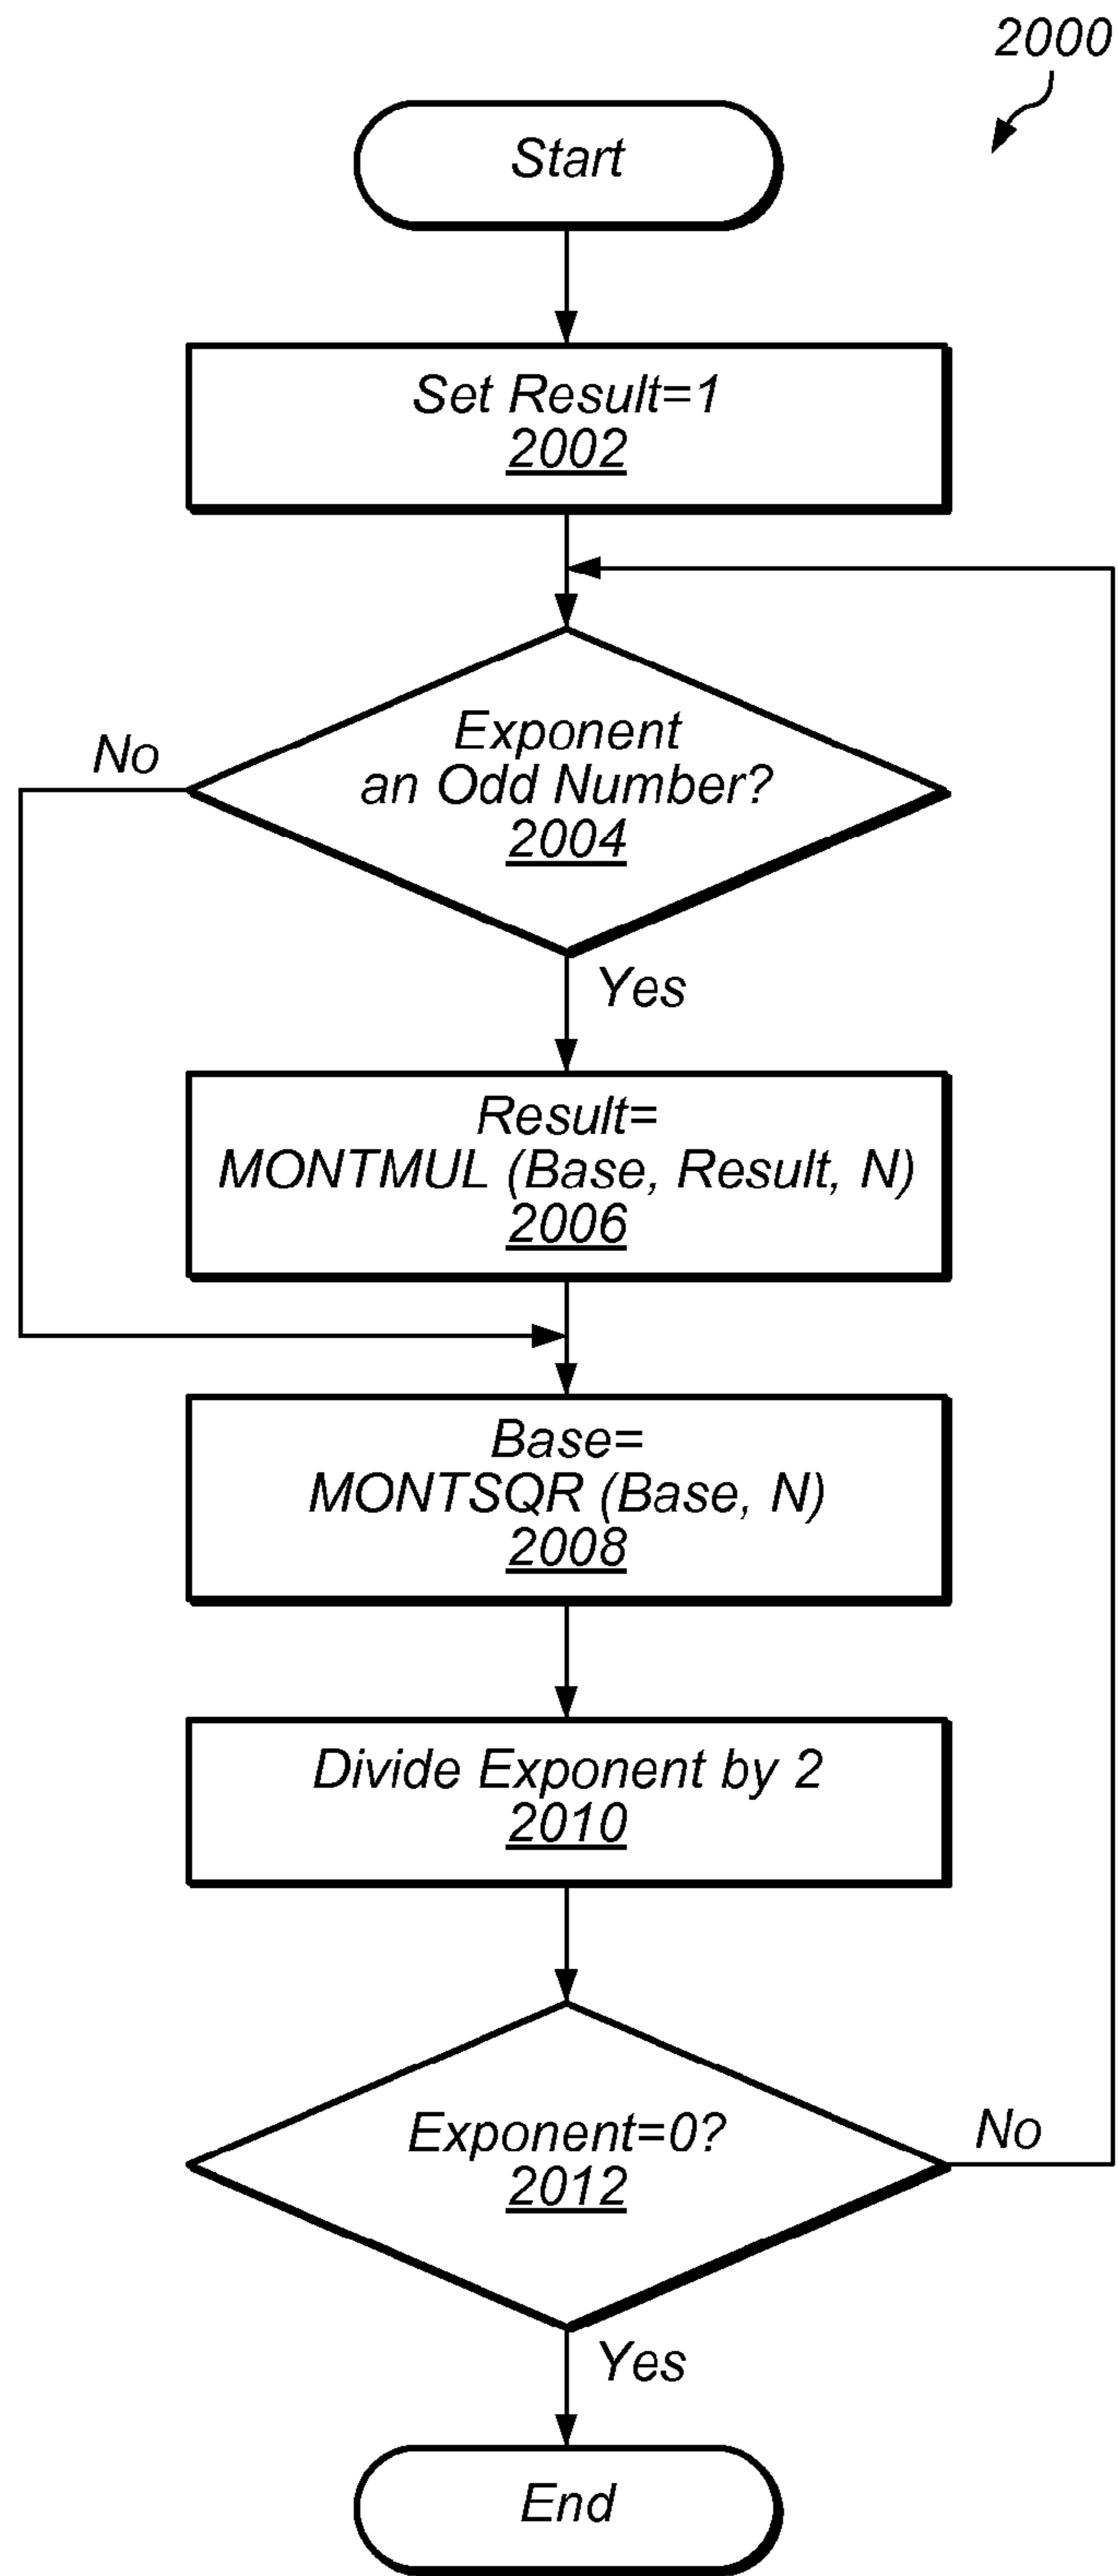 2000
Start
Set Result=1
2002
Exponent
an Odd Number?
2004
No
Yes
Result=
MONTMUL (Base, Result, N)
2006
Base=
MONTSQR (Base, N)
2008
Divide Exponent by 2
2010
Exponent=0?
2012
No
Yes
End